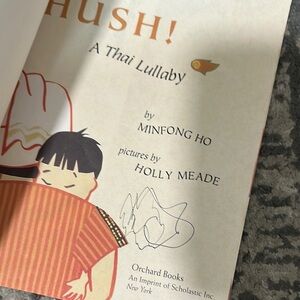 HUSH!
A Thai Lullaby
by
MINFONG HO
pictures by
HOLLY MEADE
Orchard Books
An Imprint of Scholastic Inc.
New York